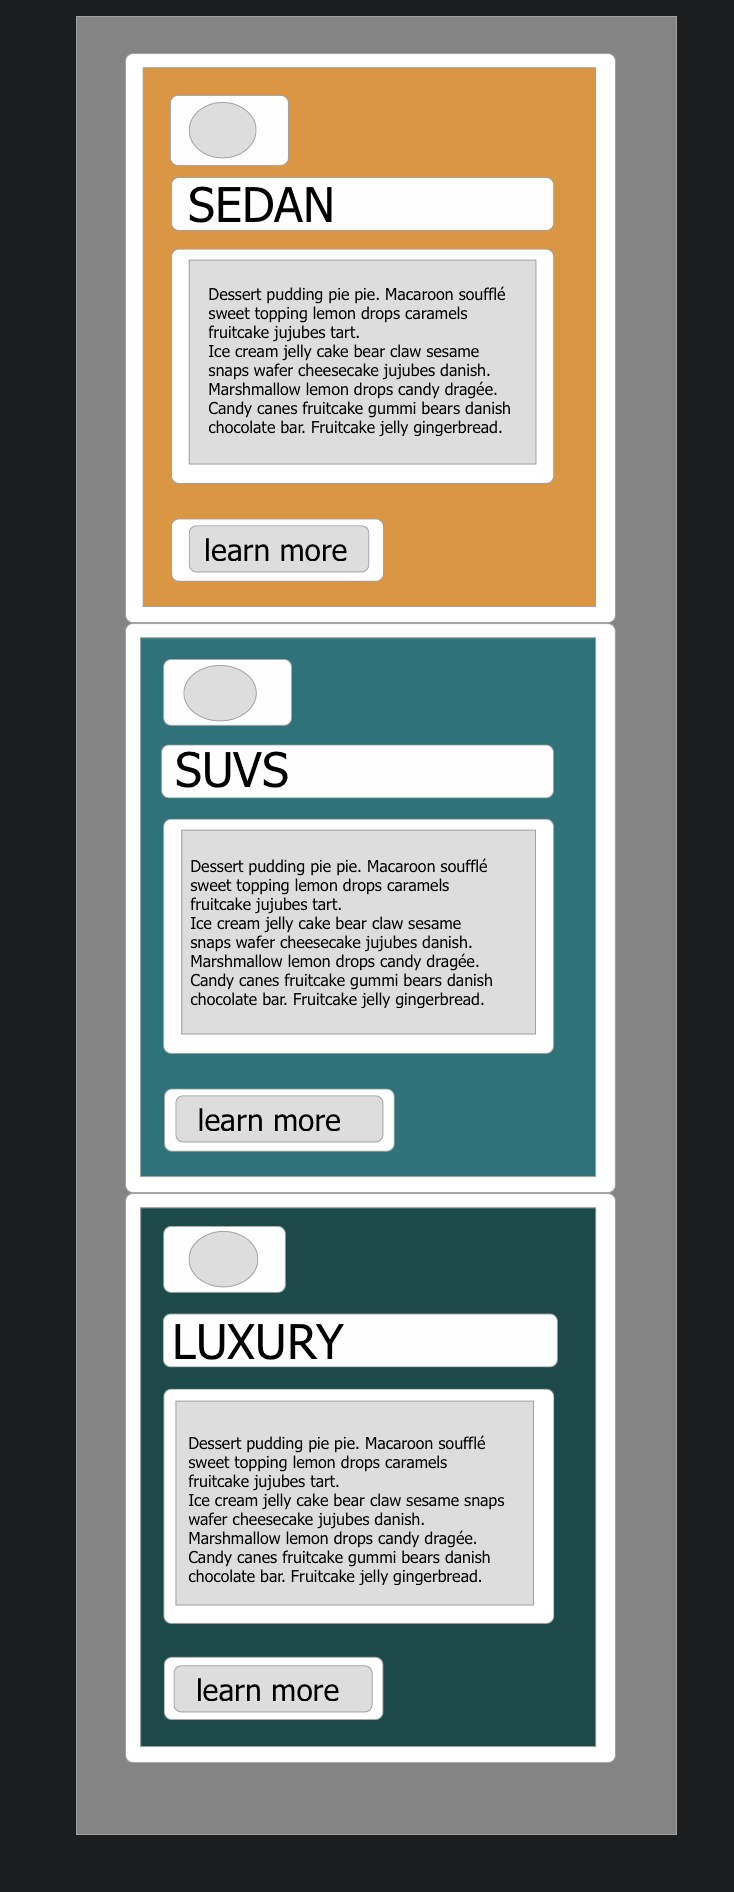 SEDAN
Dessert pudding pie pie. Macaroon soufflé
sweet topping lemon drops caramels
fruitcake jujubes tart.
Ice cream jelly cake bear claw sesame
snaps wafer cheesecake jujubes danish.
Marshmallow lemon drops candy dragée.
Candy canes fruitcake gummi bears danish
chocolate bar. Fruitcake jelly gingerbread.
learn more
SUVS
Dessert pudding pie pie. Macaroon soufflé
sweet topping lemon drops caramels
fruitcake jujubes tart.
Ice cream jelly cake bear claw sesame
snaps wafer cheesecake jujubes danish.
Marshmallow lemon drops candy dragée.
Candy canes fruitcake gummi bears danish
chocolate bar. Fruitcake jelly gingerbread.
learn more
LUXURY
Dessert pudding pie pie. Macaroon soufflé
sweet topping lemon drops caramels
fruitcake jujubes tart.
Ice cream jelly cake bear claw sesame snaps
wafer cheesecake jujubes danish.
Marshmallow lemon drops candy dragée.
Candy canes fruitcake gummi bears danish
chocolate bar. Fruitcake jelly gingerbread.
learn more